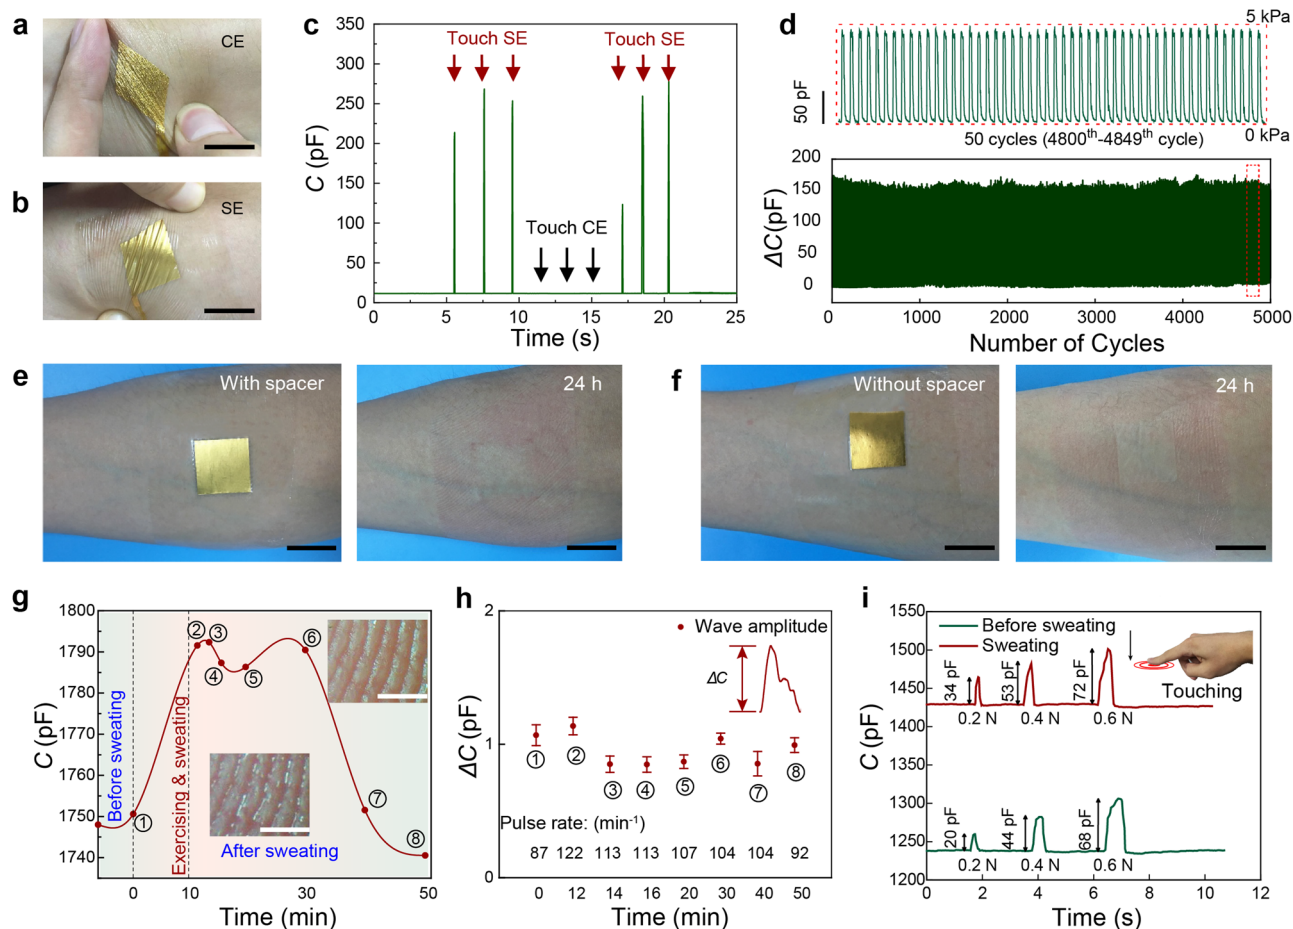 a
CE
b
SE
c
C (pF)
350
300
250
200
150
100
50
0
Touch SE
Touch SE
Touch CE
0 5 10 15 20 25
Time (s)
d
5 kPa
50 pF
50 cycles (4800th-4849th cycle)
0 kPa
ΔC(pF)
200
150
100
50
0
0 1000 2000 3000 4000 5000
Number of Cycles
e
With spacer
24 h
f
Without spacer
24 h
g
C (pF)
1800
1790
1780
1770
1760
1750
1740
Before sweating
Exercising & sweating
After sweating
① ② ③ ④ ⑤ ⑥ ⑦ ⑧
0 10 30 50
Time (min)
h
ΔC (pF)
2
1
0
Wave amplitude
ΔC
① ② ③ ④ ⑤ ⑥ ⑦ ⑧
Pulse rate: (min-1)
87 122 113 113 107 104 104 92
0 12 14 16 20 30 40 50
Time (min)
i
C (pF)
1550
1500
1450
1400
1300
1250
1200
Before sweating
Sweating
Touching
34 pF
53 pF
72 pF
0.2 N 0.4 N 0.6 N
20 pF
44 pF
68 pF
0.2 N 0.4 N 0.6 N
0 2 4 6 8 10 12
Time (s)